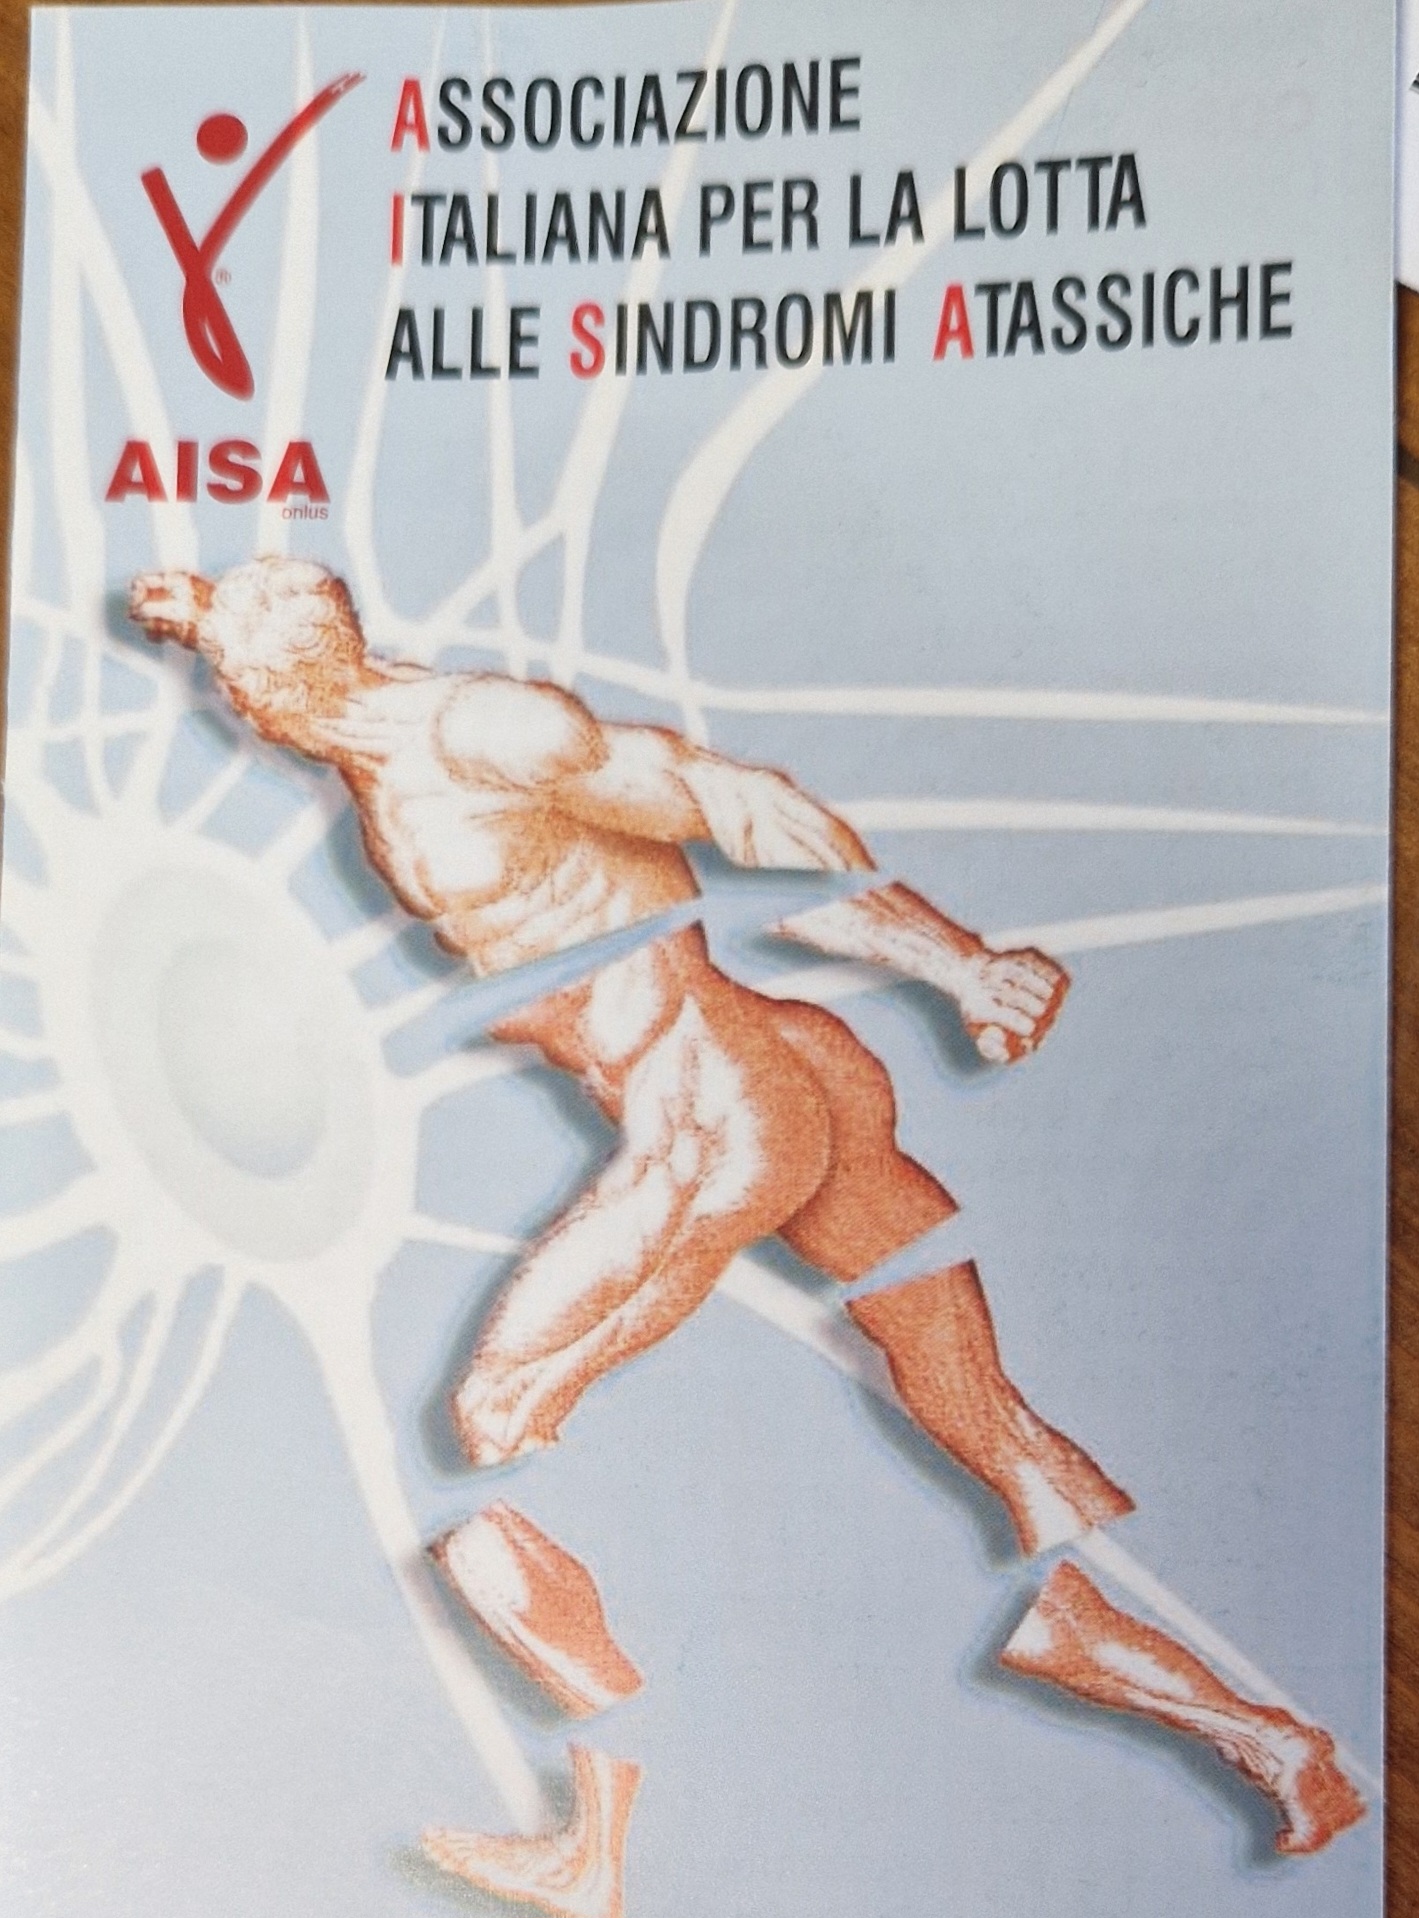 ASSOCIAZIONE
ITALIANA PER LA LOTTA
ALLE SINDROMI ATASSICHE
®
AISA
onlus